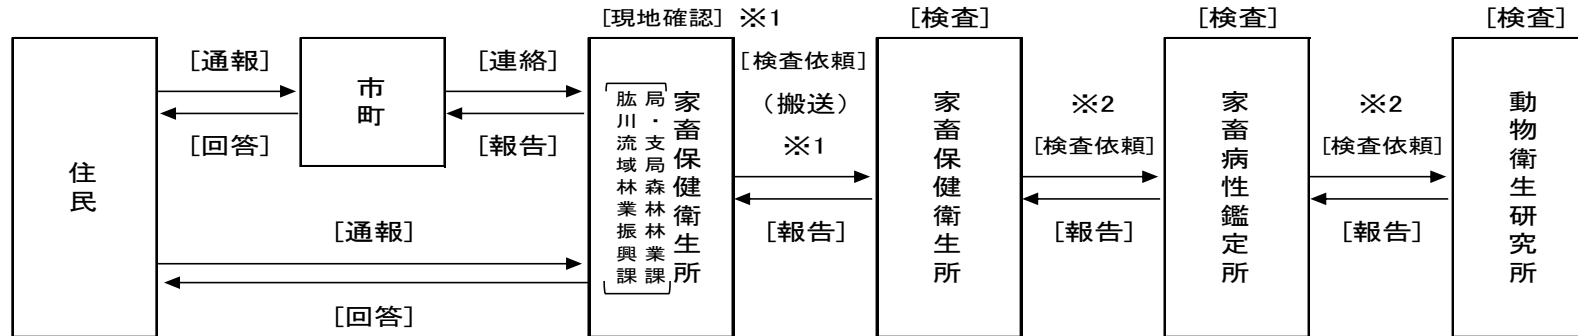 [現地確認] ※1
[検査]
[検査]
[検査]
住民
[通報]
[回答]
市町
[連絡]
[報告]
[通報]
[回答]
家畜保健衛生所
局・支局森林林業課
肱川流域林業振興課
[検査依頼]
(搬送)
※1
[報告]
家畜保健衛生所
※2
[検査依頼]
[報告]
家畜病性鑑定所
※2
[検査依頼]
[報告]
動物衛生研究所